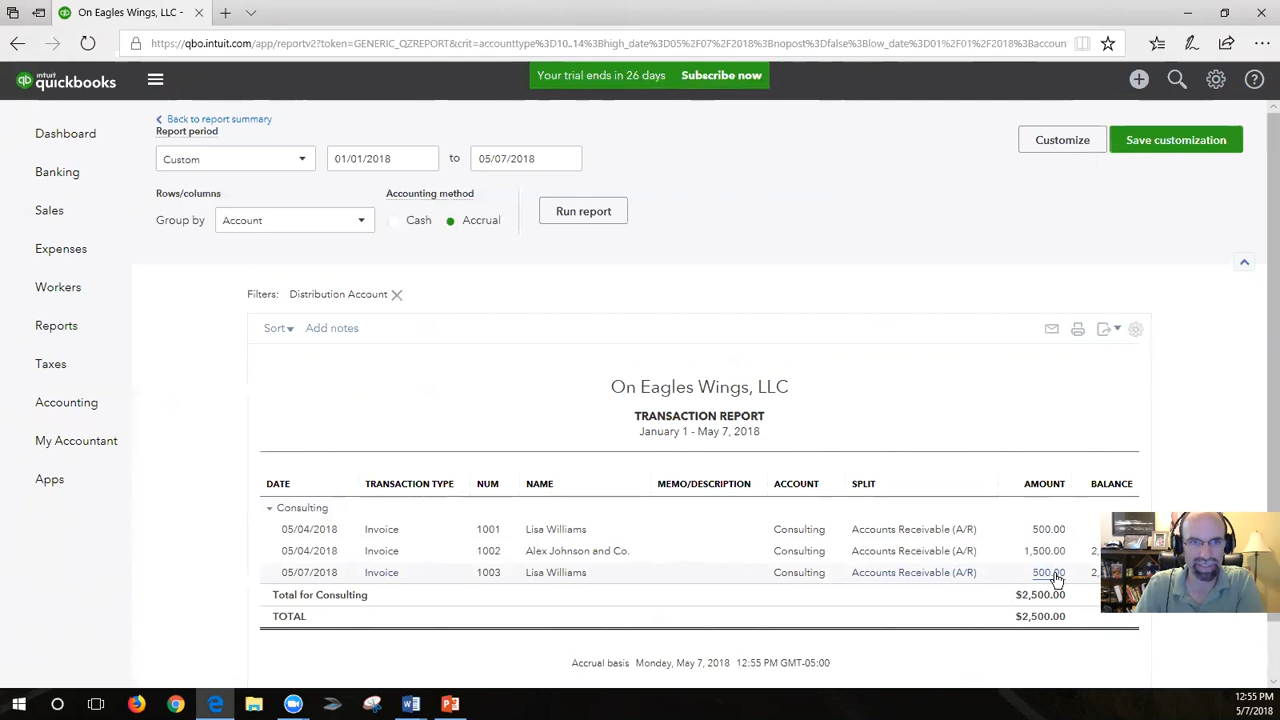 On Eagles Wings, LLC -
https://qbo.intuit.com/app/reportv2?token=GENERIC_QZREPORT&crit=accounttype%3D10..14%3Bhigh_date%3D05%2F07%2F2018%3Bnopost%3Dfalse%3Blow_date%3D01%2F01%2F2018%3Baccoun
qb intuit quickbooks
Your trial ends in 26 days Subscribe now
Dashboard
Banking
Sales
Expenses
Workers
Reports
Taxes
Accounting
My Accountant
Apps
Back to report summary
Report period
Custom 01/01/2018 to 05/07/2018
Customize Save customization
Rows/columns Accounting method
Group by Account Cash Accrual Run report
Filters: Distribution Account
Sort Add notes
On Eagles Wings, LLC
TRANSACTION REPORT
January 1 - May 7, 2018
DATE TRANSACTION TYPE NUM NAME MEMO/DESCRIPTION ACCOUNT SPLIT AMOUNT BALANCE
Consulting
05/04/2018 Invoice 1001 Lisa Williams Consulting Accounts Receivable (A/R) 500.00
05/04/2018 Invoice 1002 Alex Johnson and Co. Consulting Accounts Receivable (A/R) 1,500.00 2,
05/07/2018 Invoice 1003 Lisa Williams Consulting Accounts Receivable (A/R) 500.00 2,
Total for Consulting $2,500.00
TOTAL $2,500.00
Accrual basis Monday, May 7, 2018 12:55 PM GMT-05:00
12:55 PM
5/7/2018